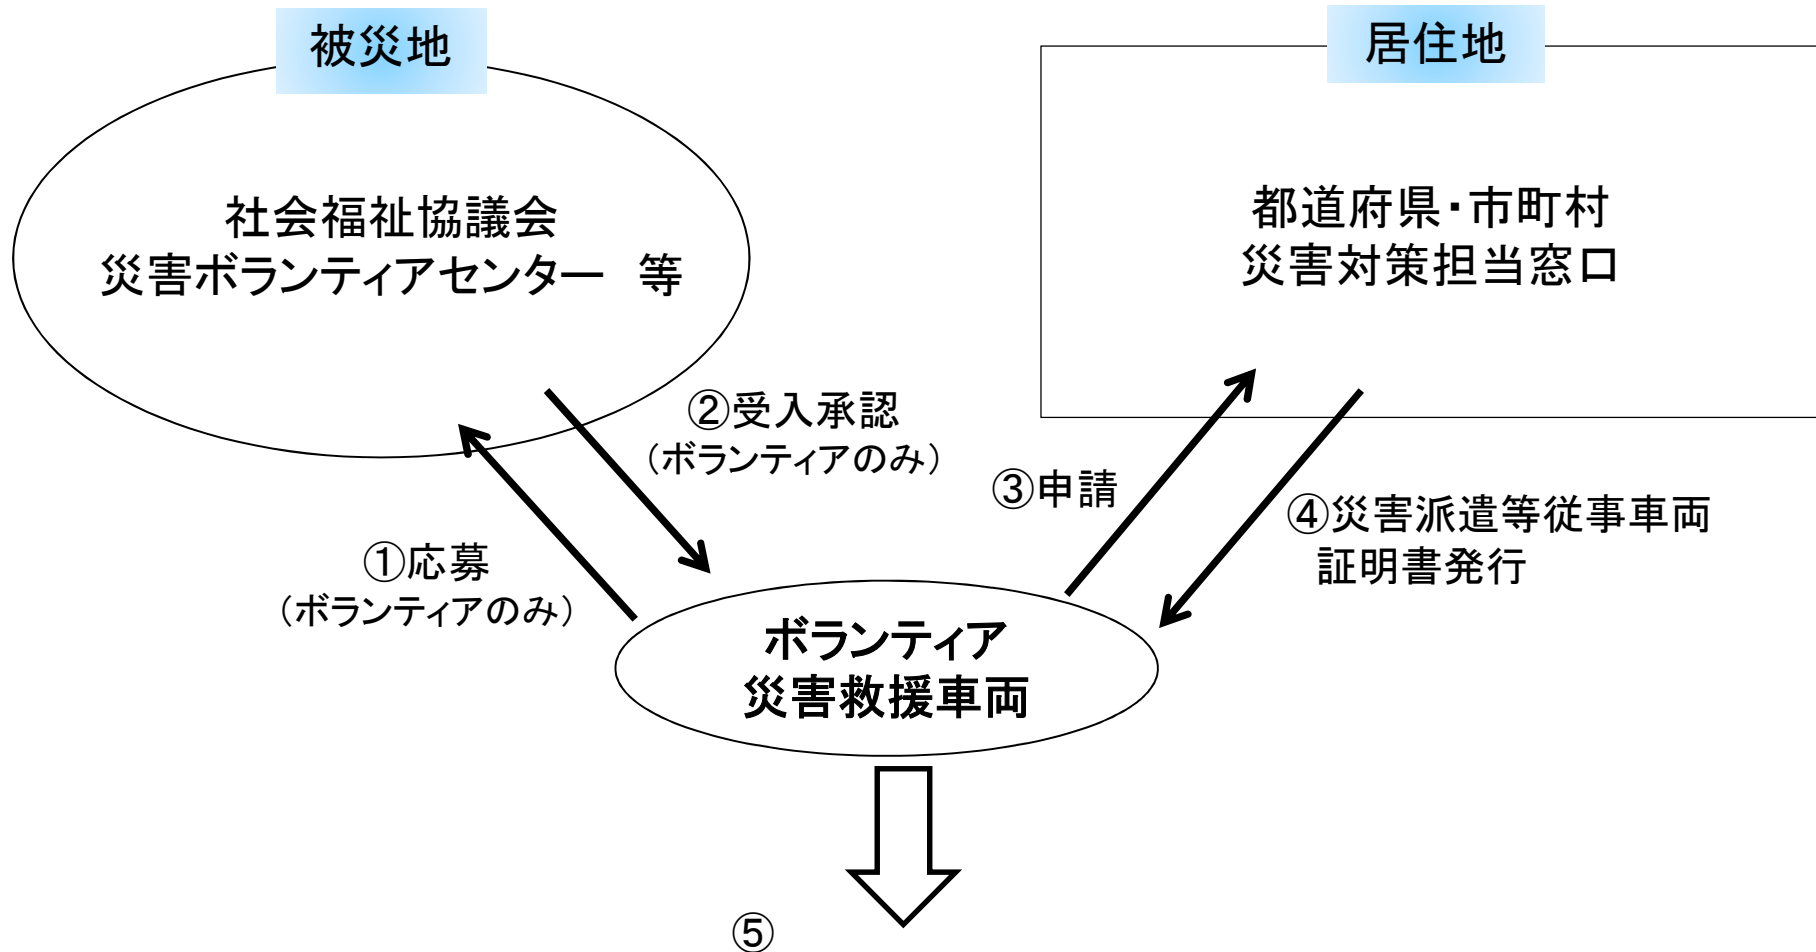 被災地
社会福祉協議会
災害ボランティアセンター　等
居住地
都道府県・市町村
災害対策担当窓口
②受入承認
（ボランティアのみ）
①応募
（ボランティアのみ）
③申請
④災害派遣等従事車両
証明書発行
ボランティア
災害救援車両
⑤